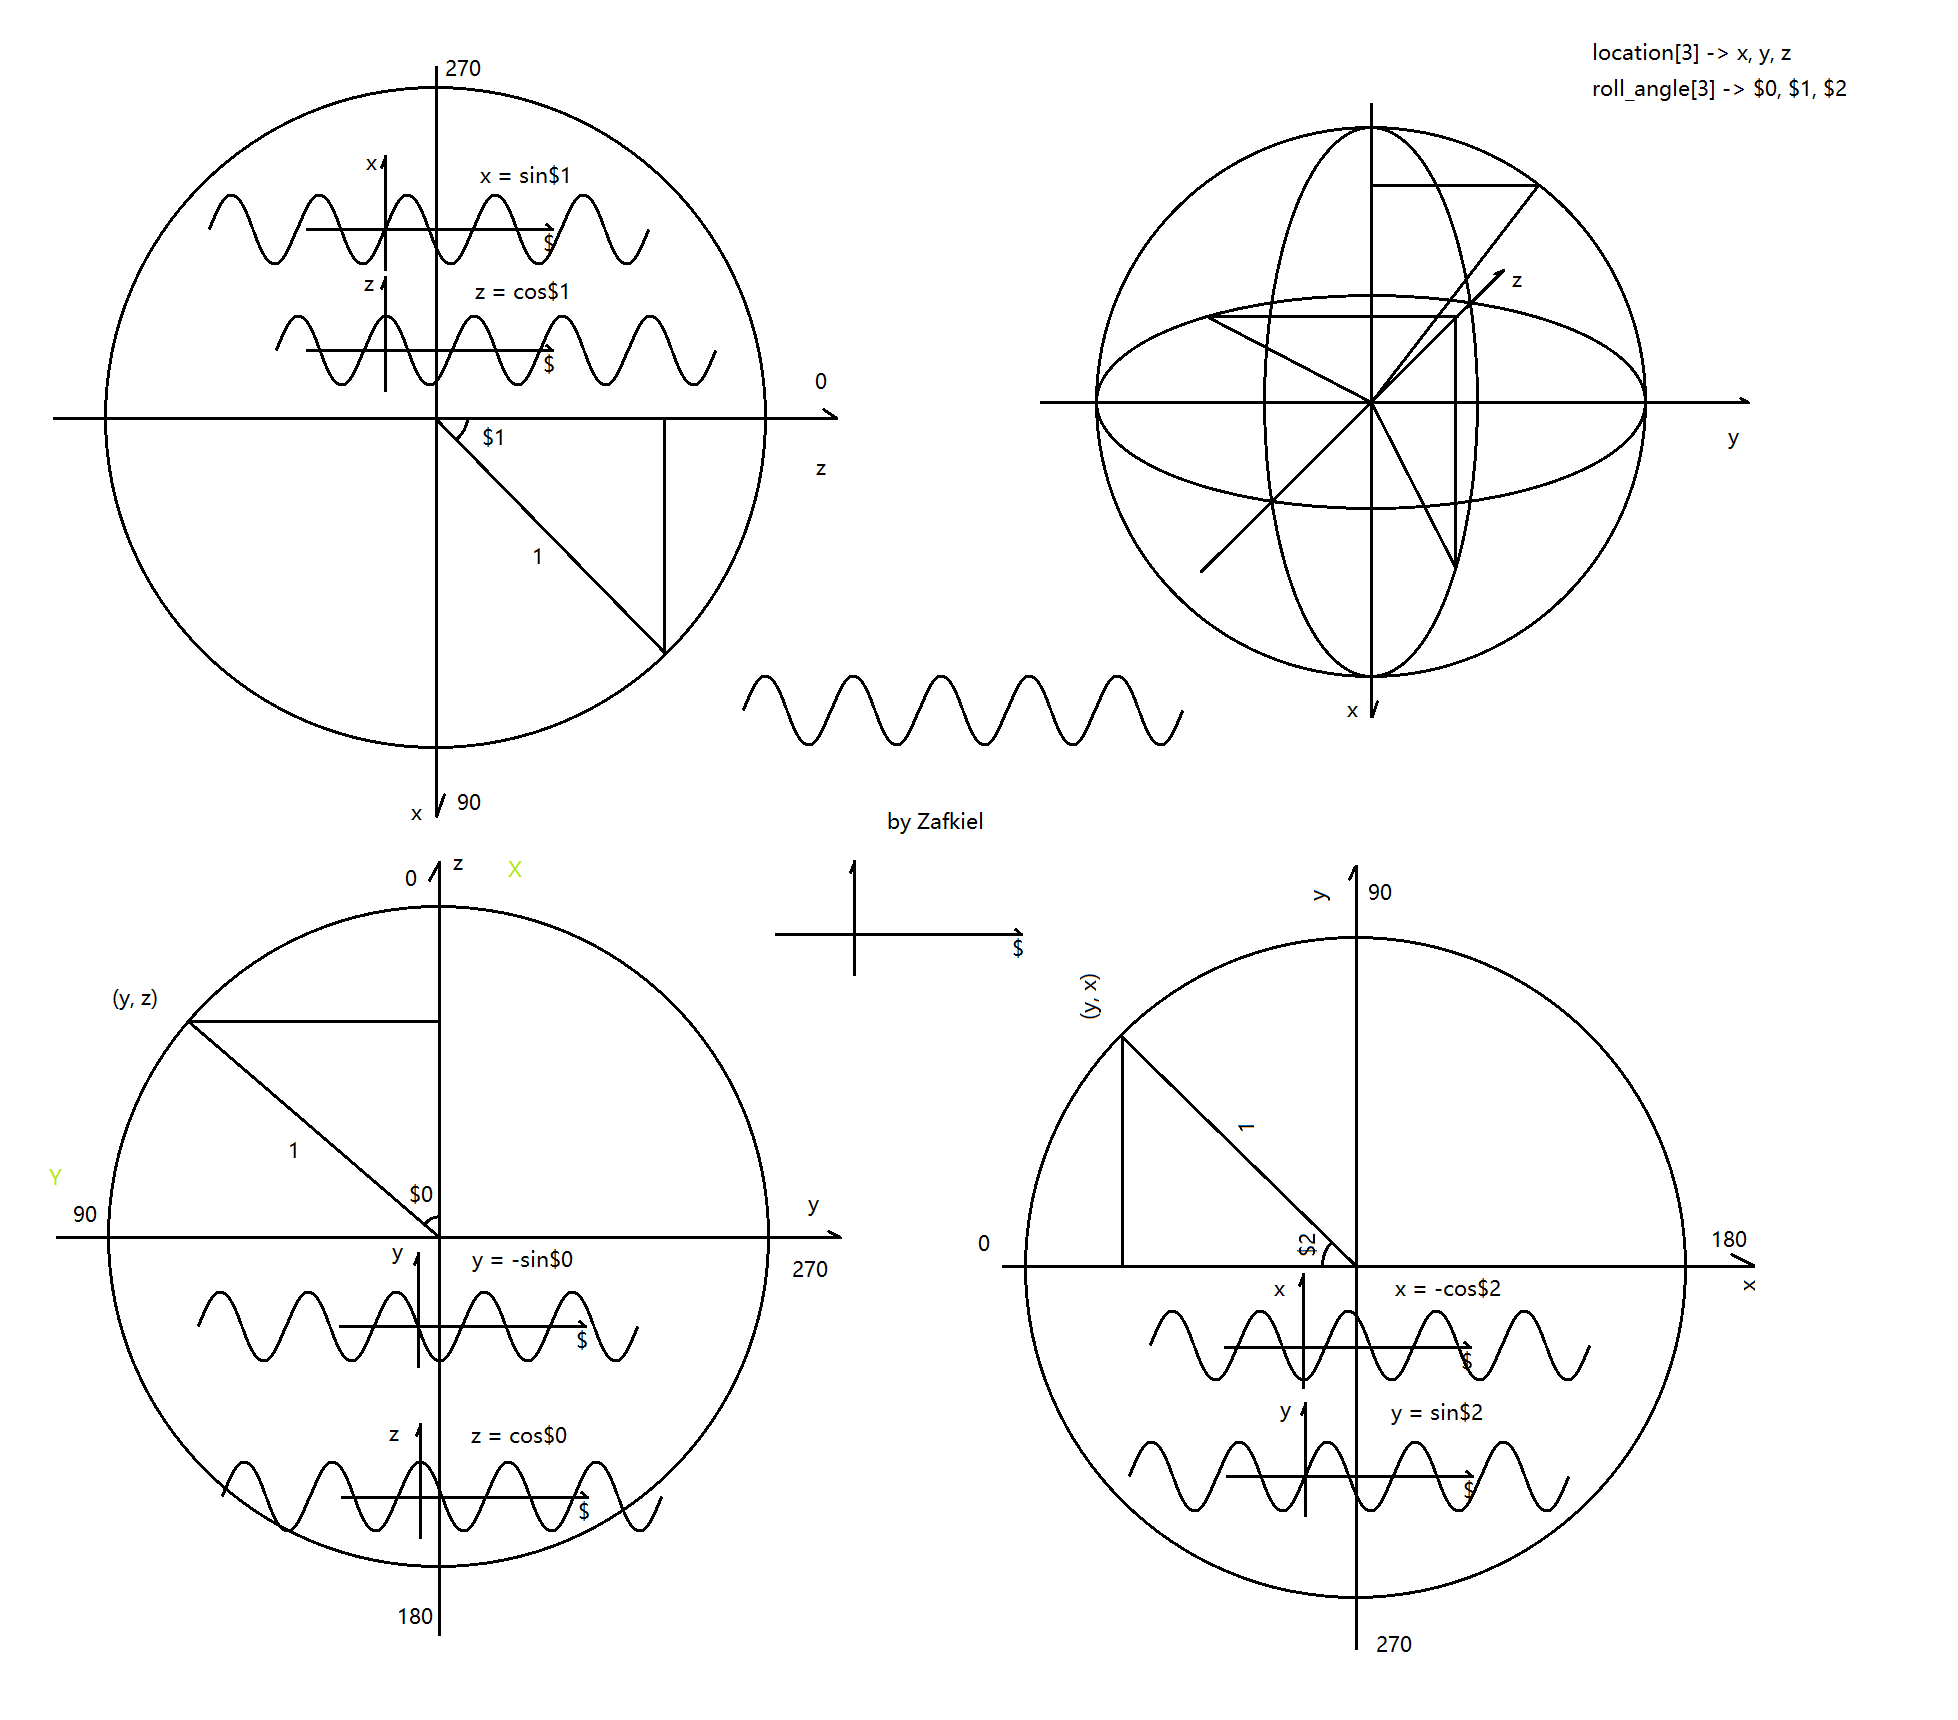 270
location[3] -> x, y, z
roll_angle[3] -> $0, $1, $2
x
x = sin$1
$
z
z = cos$1
$
0
$1
z
1
x
90
z
y
x
by Zafkiel
0
z
X
$
(y, z)
1
Y
$0
90
y
270
y
y = -sin$0
$
z
z = cos$0
$
180
y
90
(y, x)
1
0
$2
180
x
x
x = -cos$2
$
y
y = sin$2
$
270